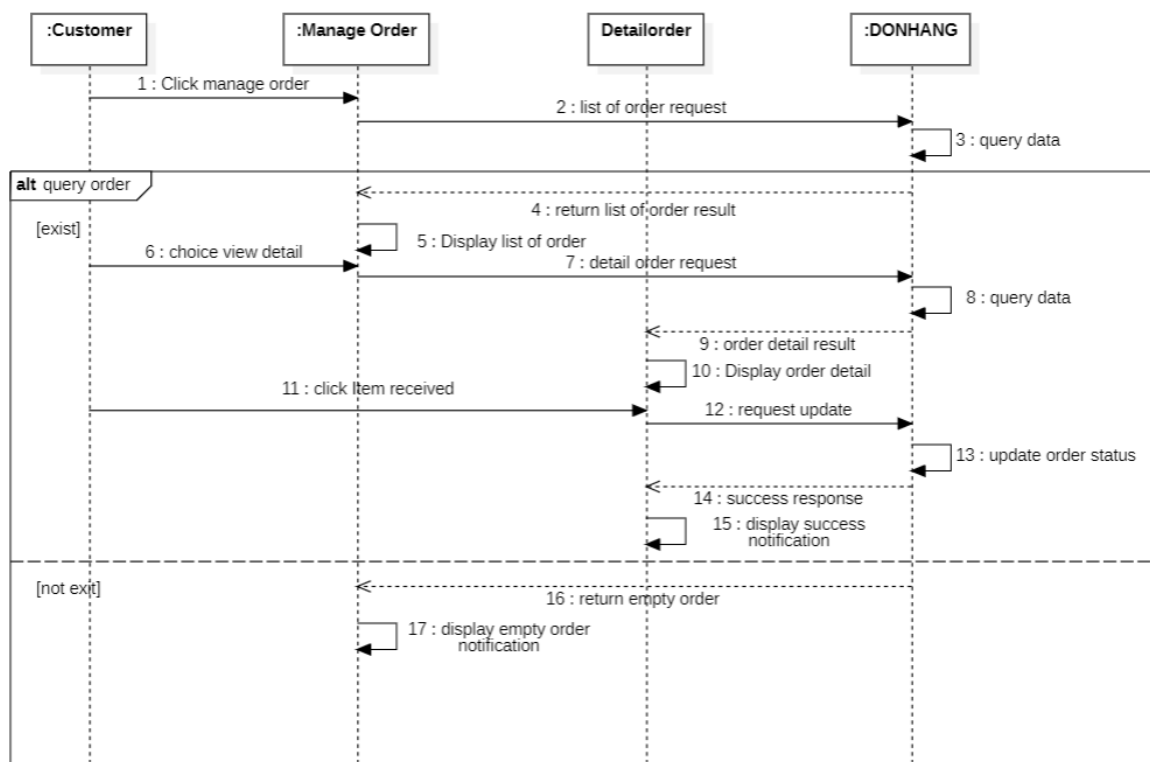 :Customer
:Manage Order
Detailorder
:DONHANG
1 : Click manage order
2 : list of order request
3 : query data
alt query order
4 : return list of order result
[exist]
5 : Display list of order
6 : choice view detail
7 : detail order request
8 : query data
9 : order detail result
10 : Display order detail
11 : click Item received
12 : request update
13 : update order status
14 : success response
15 : display success
notification
[not exit]
16 : return empty order
17 : display empty order
notification